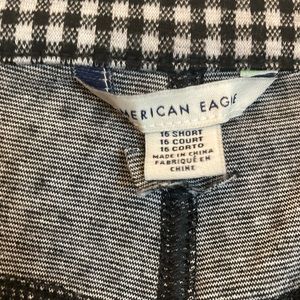 MERICAN EAGLE
16 SHORT
16 COURT
16 CORTO
MADE IN CHINA
FABRIQUÉ EN
CHINE